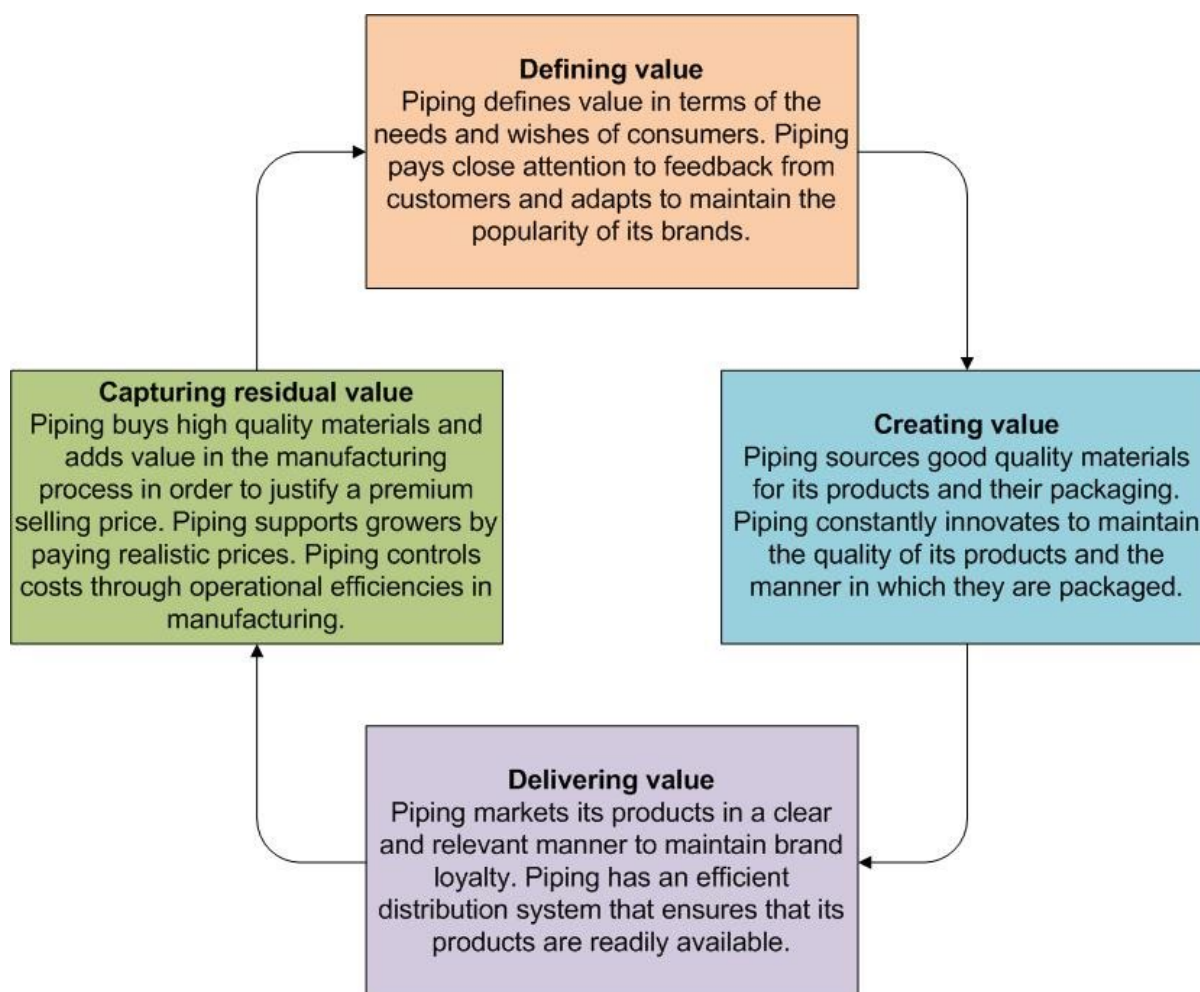 Defining value
Piping defines value in terms of the
needs and wishes of consumers. Piping
pays close attention to feedback from
customers and adapts to maintain the
popularity of its brands.
Capturing residual value
Piping buys high quality materials and
adds value in the manufacturing
process in order to justify a premium
selling price. Piping supports growers by
paying realistic prices. Piping controls
costs through operational efficiencies in
manufacturing.
Creating value
Piping sources good quality materials
for its products and their packaging.
Piping constantly innovates to maintain
the quality of its products and the
manner in which they are packaged.
Delivering value
Piping markets its products in a clear
and relevant manner to maintain brand
loyalty. Piping has an efficient
distribution system that ensures that its
products are readily available.